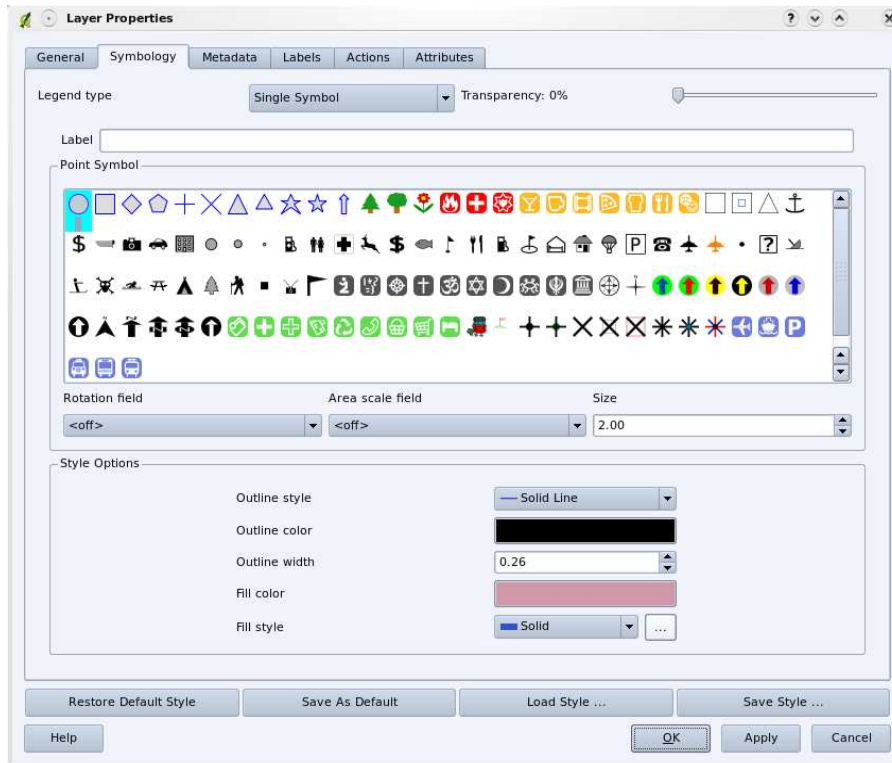 Layer Properties
General Symbology Metadata Labels Actions Attributes
Legend type Single Symbol Transparency: 0%
Label
Point Symbol
Rotation field Area scale field Size
<off> <off> 2.00
Style Options
Outline style Solid Line
Outline color
Outline width 0.26
Fill color
Fill style Solid ...
Restore Default Style Save As Default Load Style ... Save Style ...
Help OK Apply Cancel